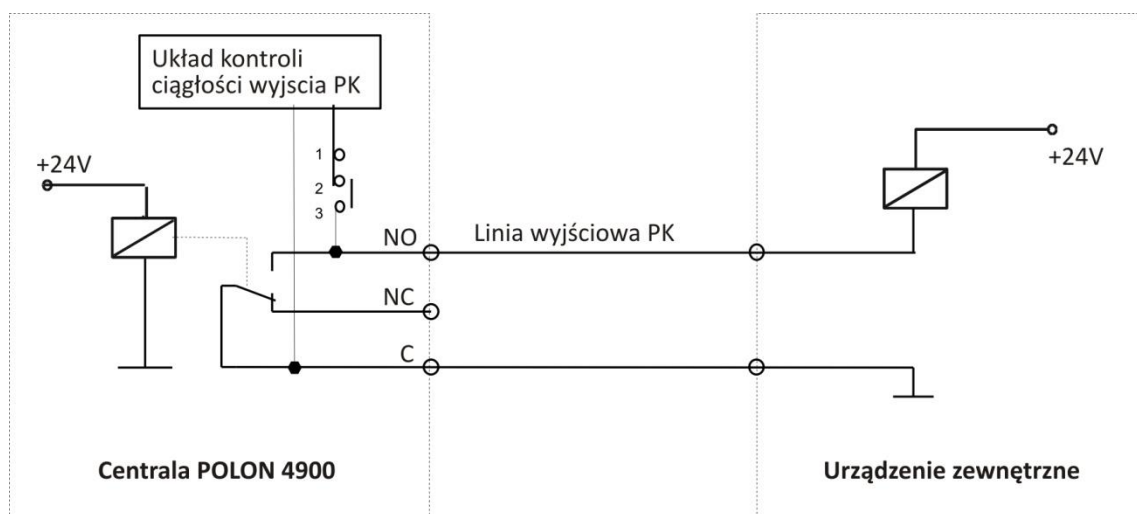 Układ kontroli
ciągłości wyjscia PK
+24V
1
2
3
+24V
NO
Linia wyjściowa PK
NC
C
Centrala POLON 4900
Urządzenie zewnętrzne